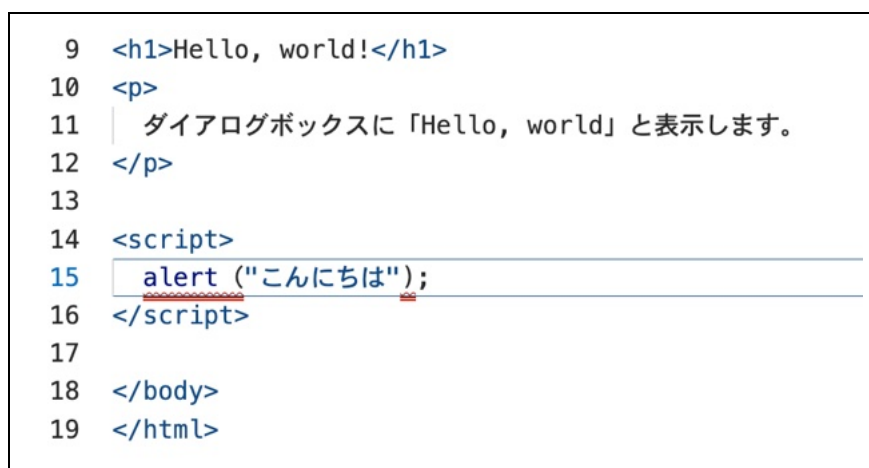 9 <h1>Hello, world!</h1>
10 <p>
11 ダイアログボックスに「Hello, world」と表示します。
12 </p>
13
14 <script>
15 alert ("こんにちは");
16 </script>
17
18 </body>
19 </html>